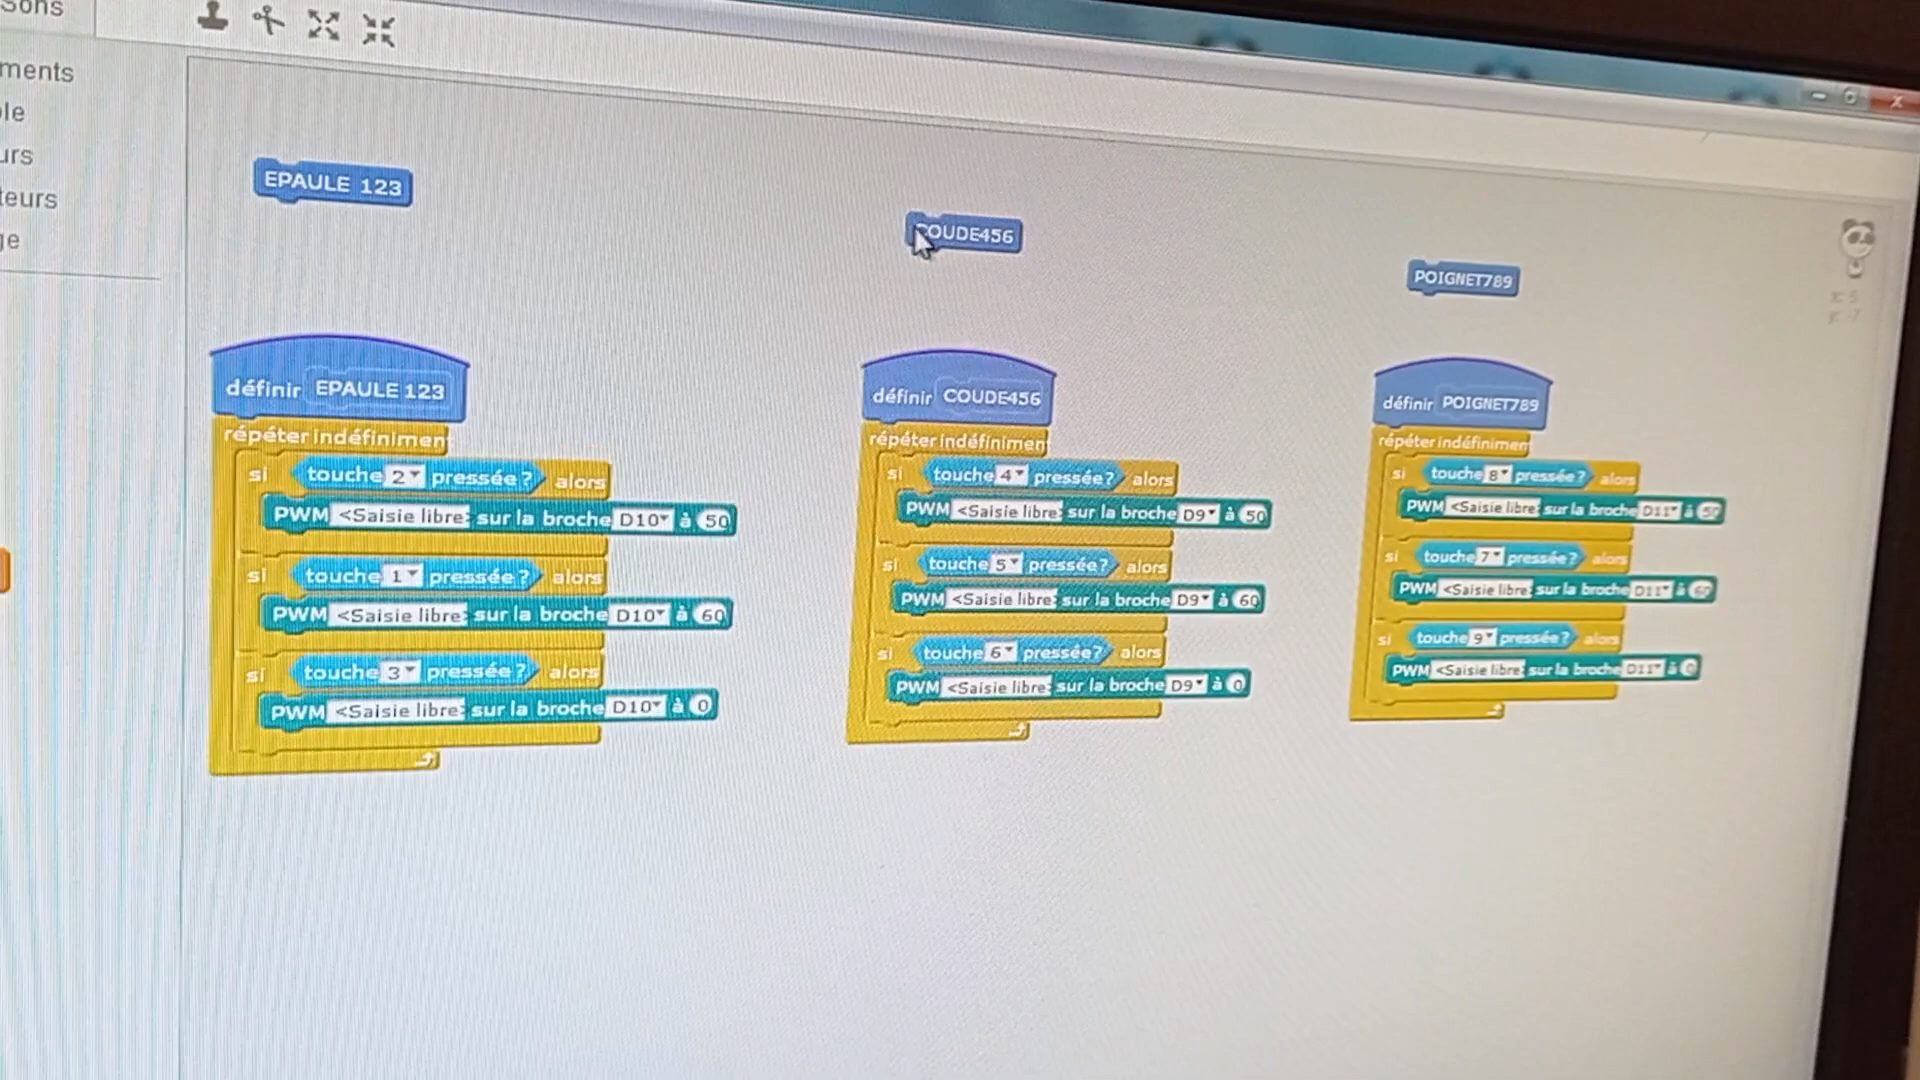 Sons
ments
ple
urs
teurs
ge
EPAULE 123
définir EPAULE 123
répéter indéfiniment
si touche 2 pressée ? alors
PWM <Saisie libre> sur la broche D10 à 50
si touche 1 pressée ? alors
PWM <Saisie libre> sur la broche D10 à 60
si touche 3 pressée ? alors
PWM <Saisie libre> sur la broche D10 à 0
COUDE456
définir COUDE456
répéter indéfiniment
si touche 4 pressée ? alors
PWM <Saisie libre> sur la broche D9 à 50
si touche 5 pressée ? alors
PWM <Saisie libre> sur la broche D9 à 60
si touche 6 pressée ? alors
PWM <Saisie libre> sur la broche D9 à 0
POIGNET789
définir POIGNET789
répéter indéfiniment
si touche 8 pressée ? alors
PWM <Saisie libre> sur la broche D11 à 50
si touche 7 pressée ? alors
PWM <Saisie libre> sur la broche D11 à 60
si touche 9 pressée ? alors
PWM <Saisie libre> sur la broche D11 à 0